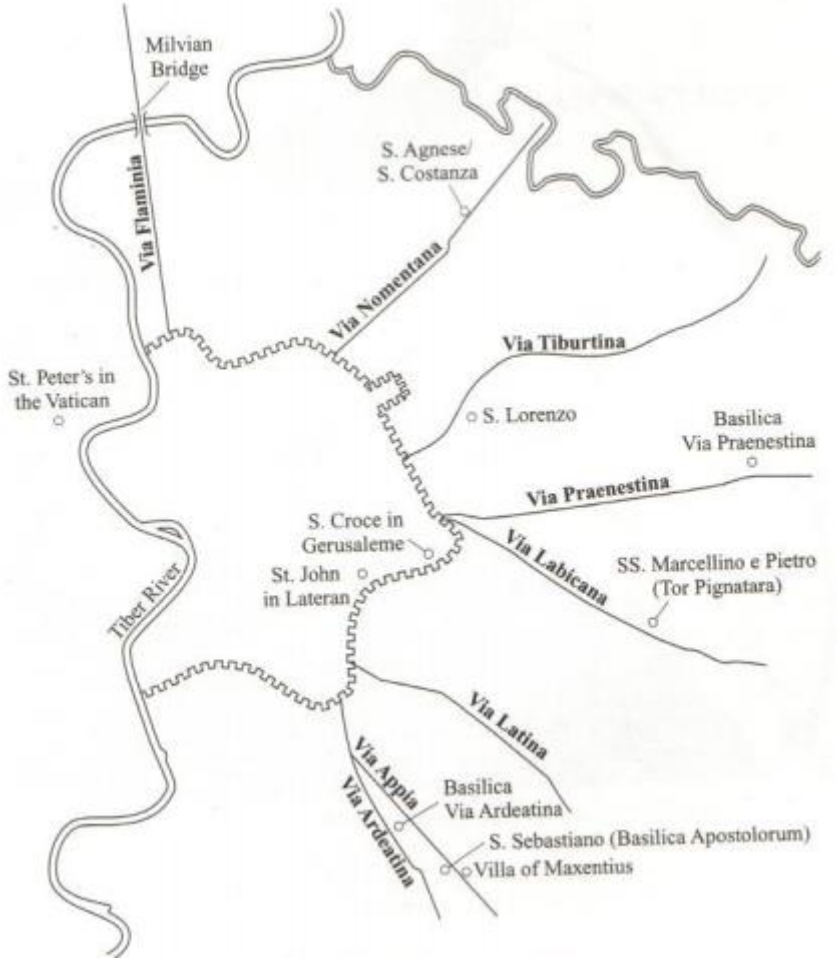 Milvian
Bridge
Via Flaminia
S. Agnese/
S. Costanza
Via Nomentana
Via Tiburtina
St. Peter's in
the Vatican
S. Lorenzo
Basilica
Via Praenestina
Via Praenestina
S. Croce in
Gerusaleme
Via Labicana
SS. Marcellino e Pietro
(Tor Pignatara)
St. John
in Lateran
Tiber River
Via Latina
Via Appia
Via Ardeatina
Basilica
Via Ardeatina
S. Sebastiano (Basilica Apostolorum)
Villa of Maxentius